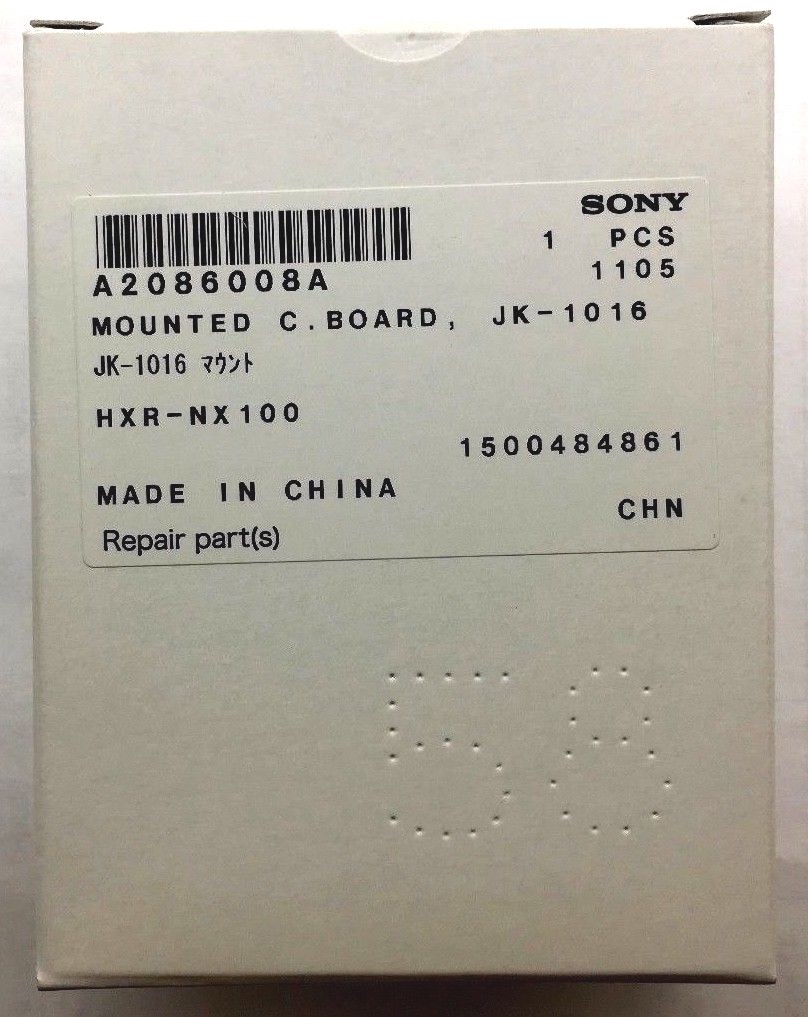 SONY
1 PCS
1105
A2086008A
MOUNTED C.BOARD, JK-1016
JK-1016 ﾏｳﾝﾄ
HXR-NX100
1500484861
MADE IN CHINA
CHN
Repair part(s)
58